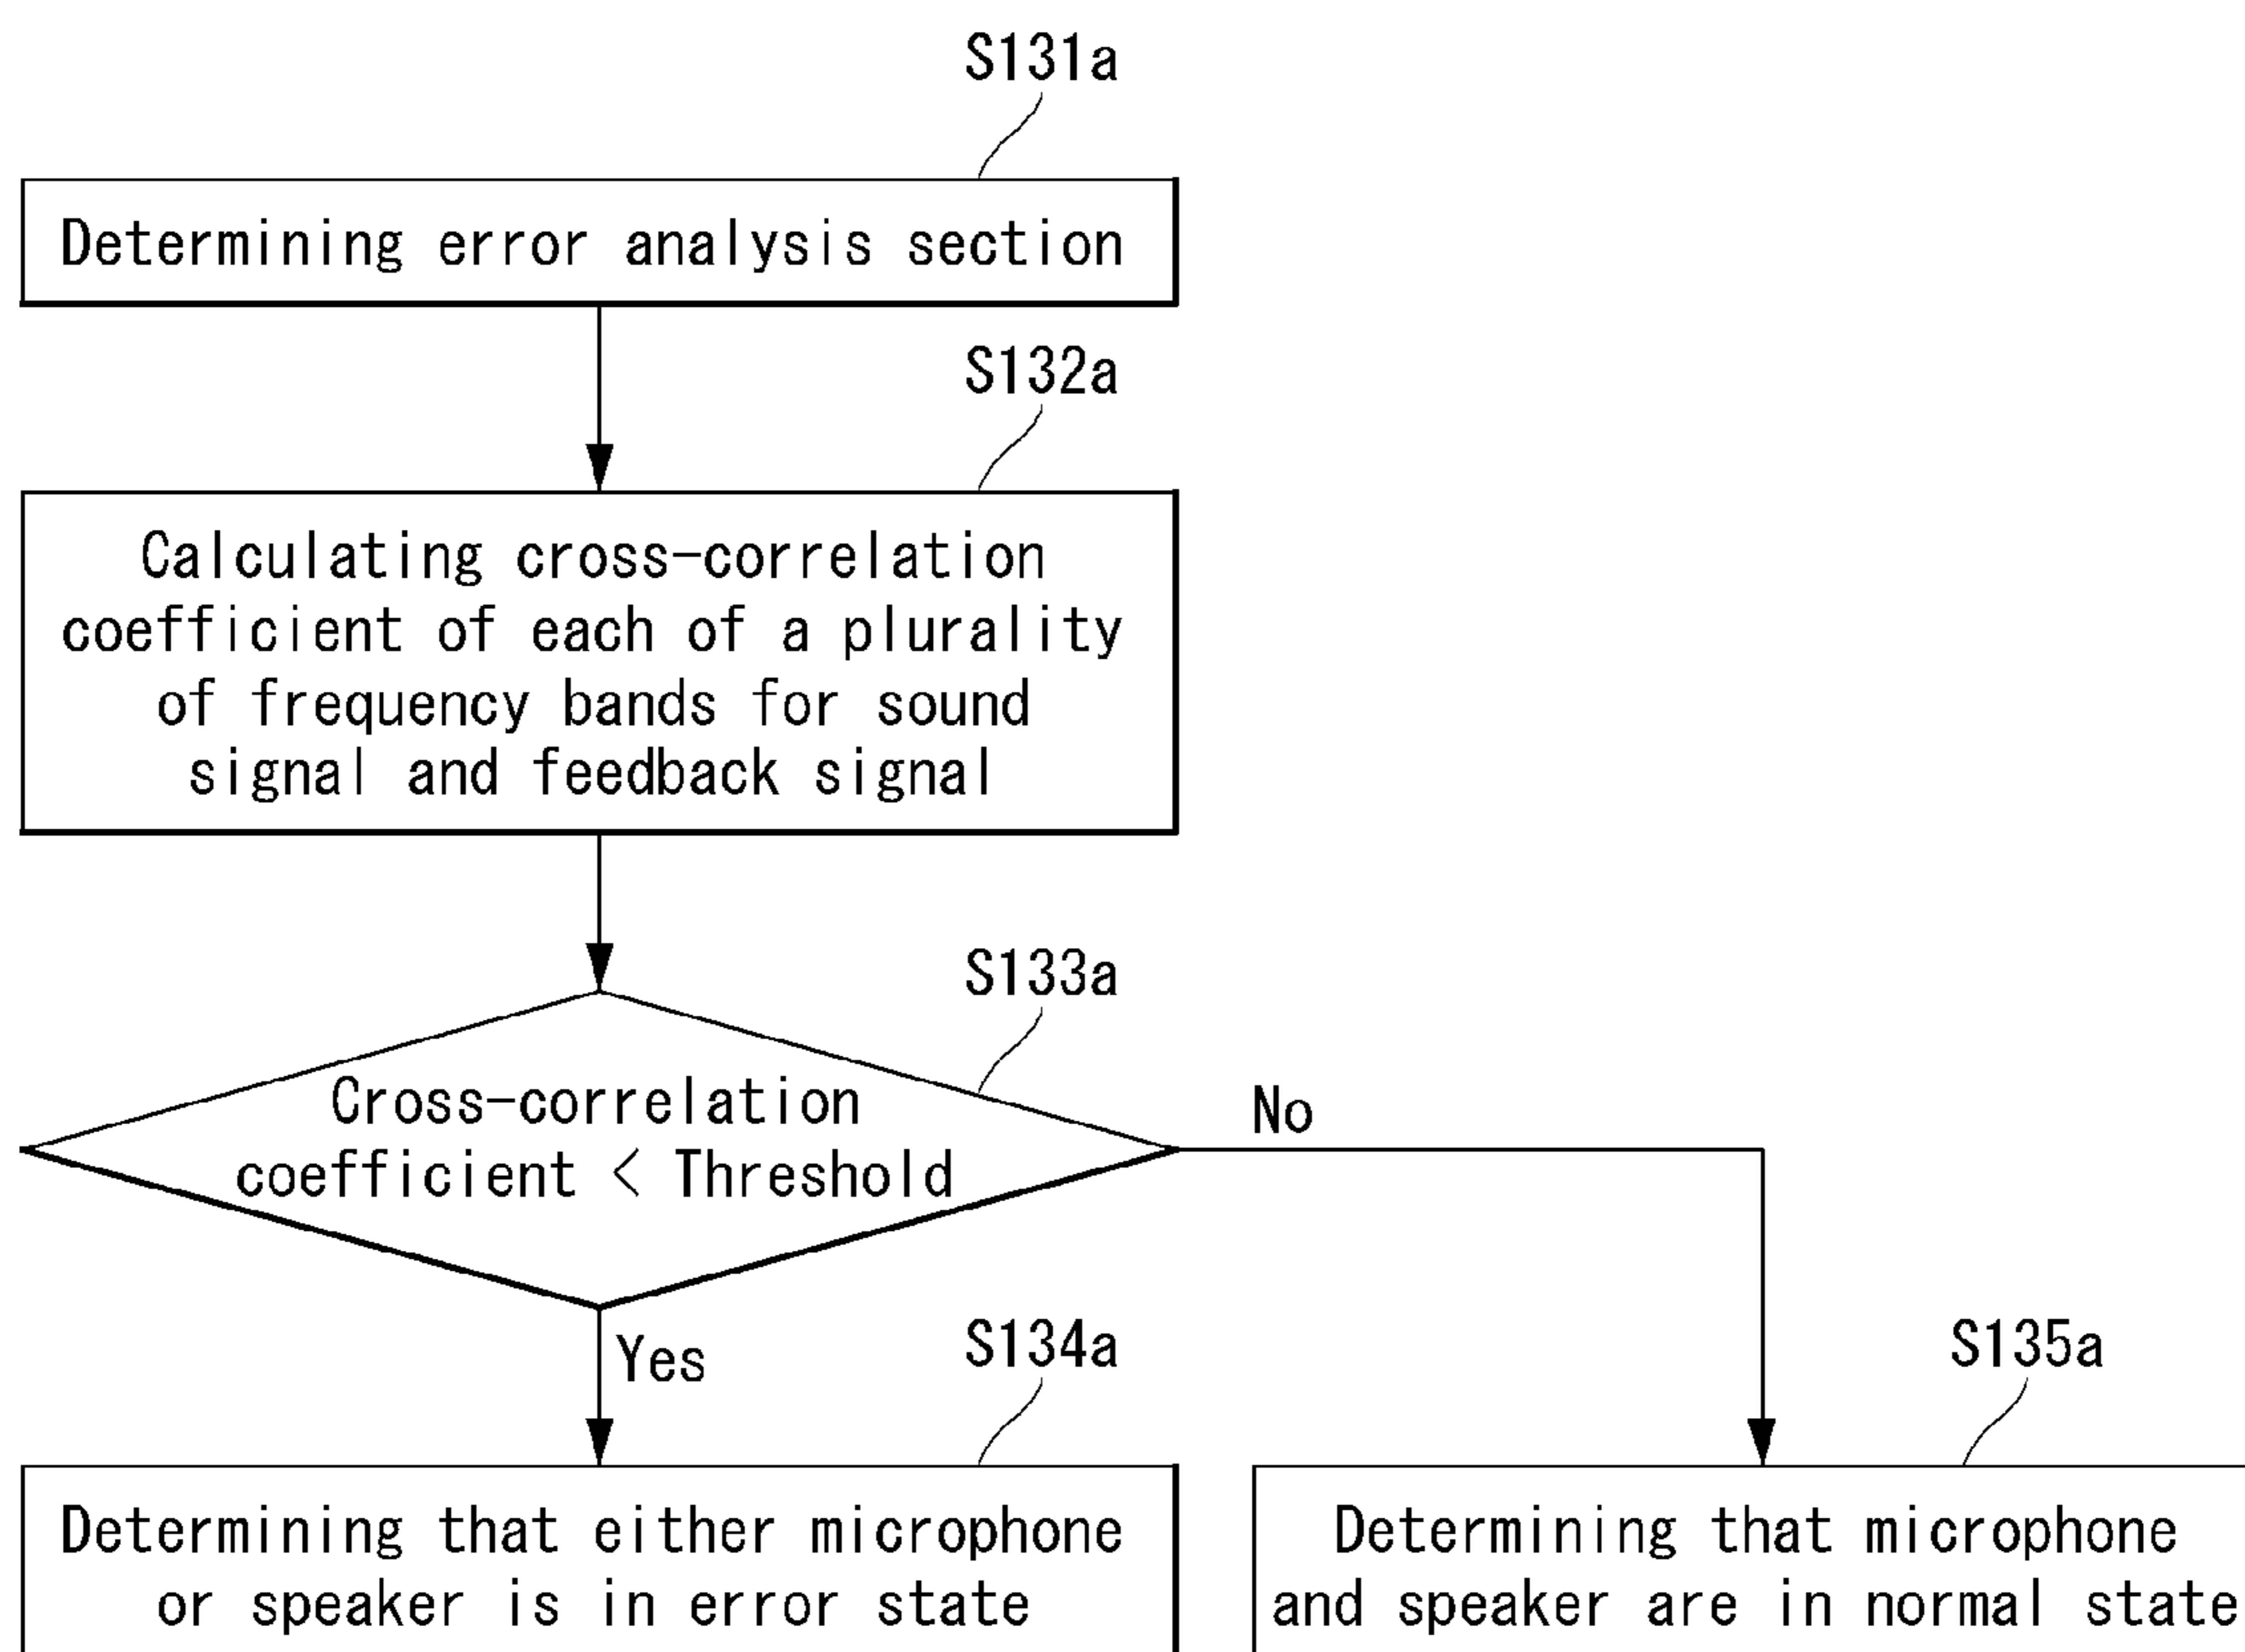 S131a
Determining error analysis section
S132a
Calculating cross-correlation
coefficient of each of a plurality
of frequency bands for sound
signal and feedback signal
S133a
Cross-correlation
coefficient < Threshold
No
Yes
S134a
Determining that either microphone
or speaker is in error state
S135a
Determining that microphone
and speaker are in normal state